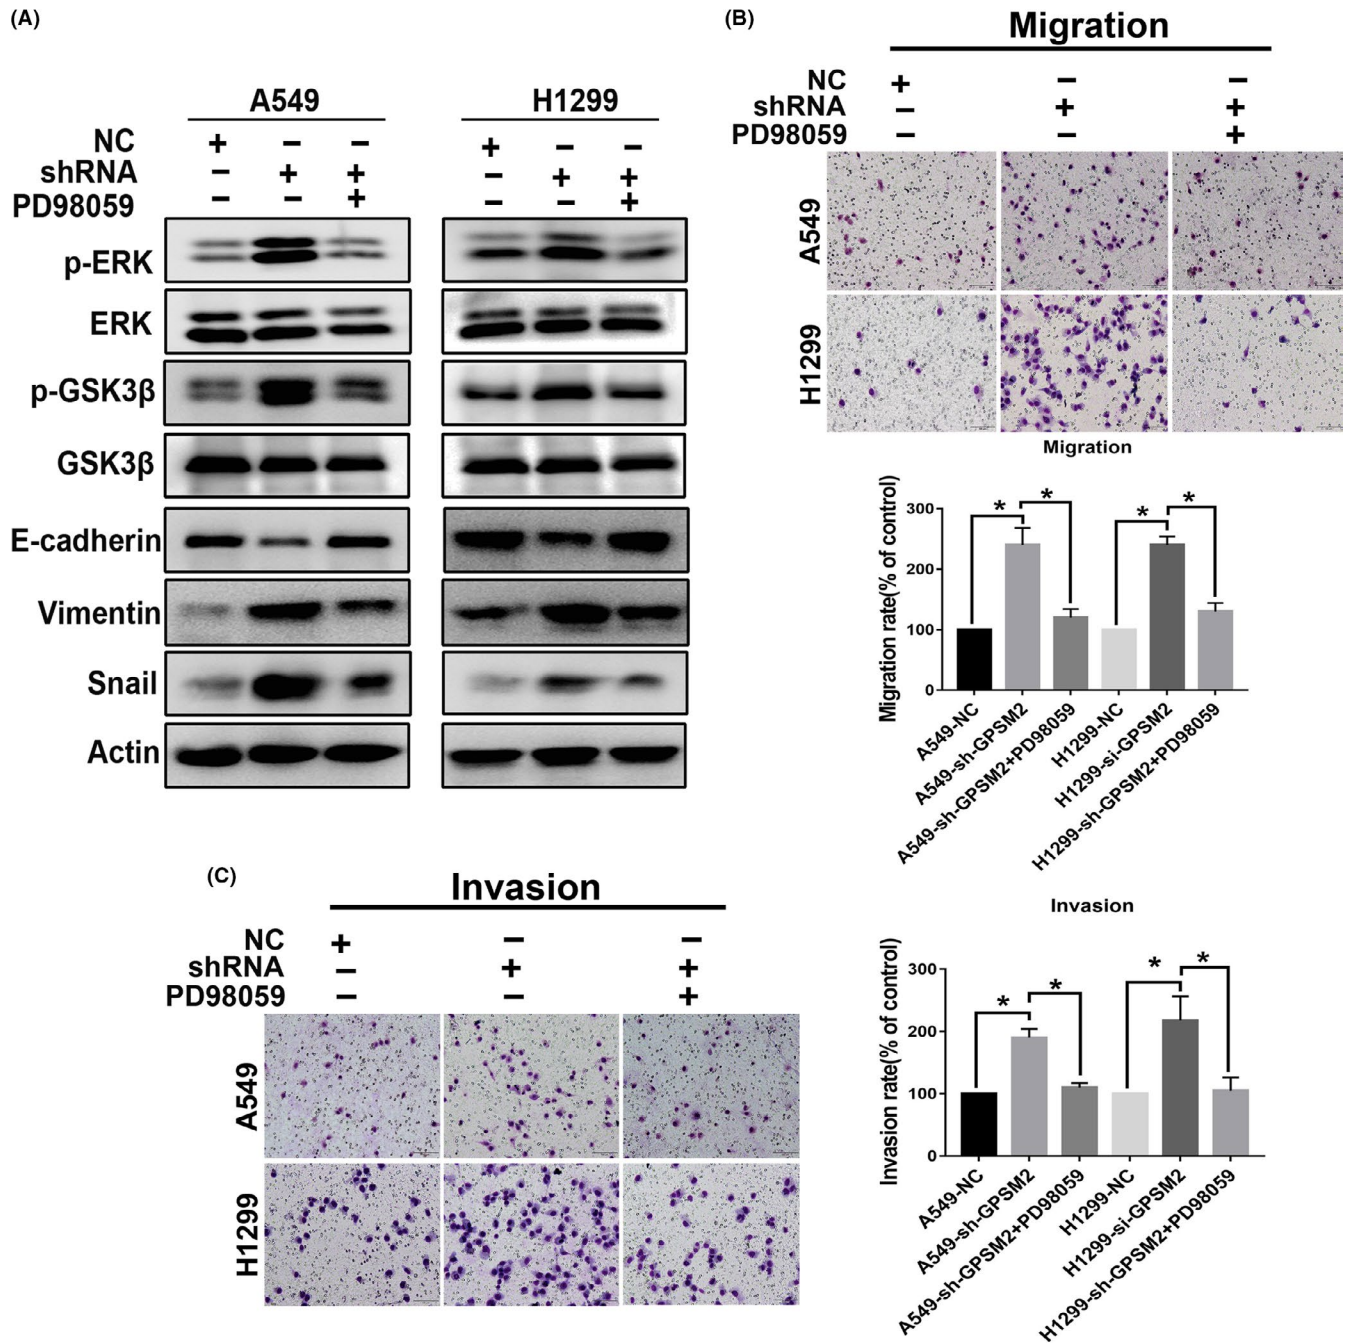 (A)
A549 H1299
NC + − − + − −
shRNA − + + − + +
PD98059 − − + − − +
p-ERK
ERK
p-GSK3β
GSK3β
E-cadherin
Vimentin
Snail
Actin
(B)
Migration
NC + − −
shRNA − + +
PD98059 − − +
A549
H1299
Migration
Migration rate(% of control)
300
200
100
0
* * * *
A549-NC
A549-sh-GPSM2
A549-sh-GPSM2+PD98059
H1299-NC
H1299-si-GPSM2
H1299-sh-GPSM2+PD98059
(C)
Invasion
NC + − −
shRNA − + +
PD98059 − − +
A549
H1299
Invasion
Invasion rate(% of control)
300
200
100
0
* * * *
A549-NC
A549-sh-GPSM2
A549-sh-GPSM2+PD98059
H1299-NC
H1299-si-GPSM2
H1299-sh-GPSM2+PD98059